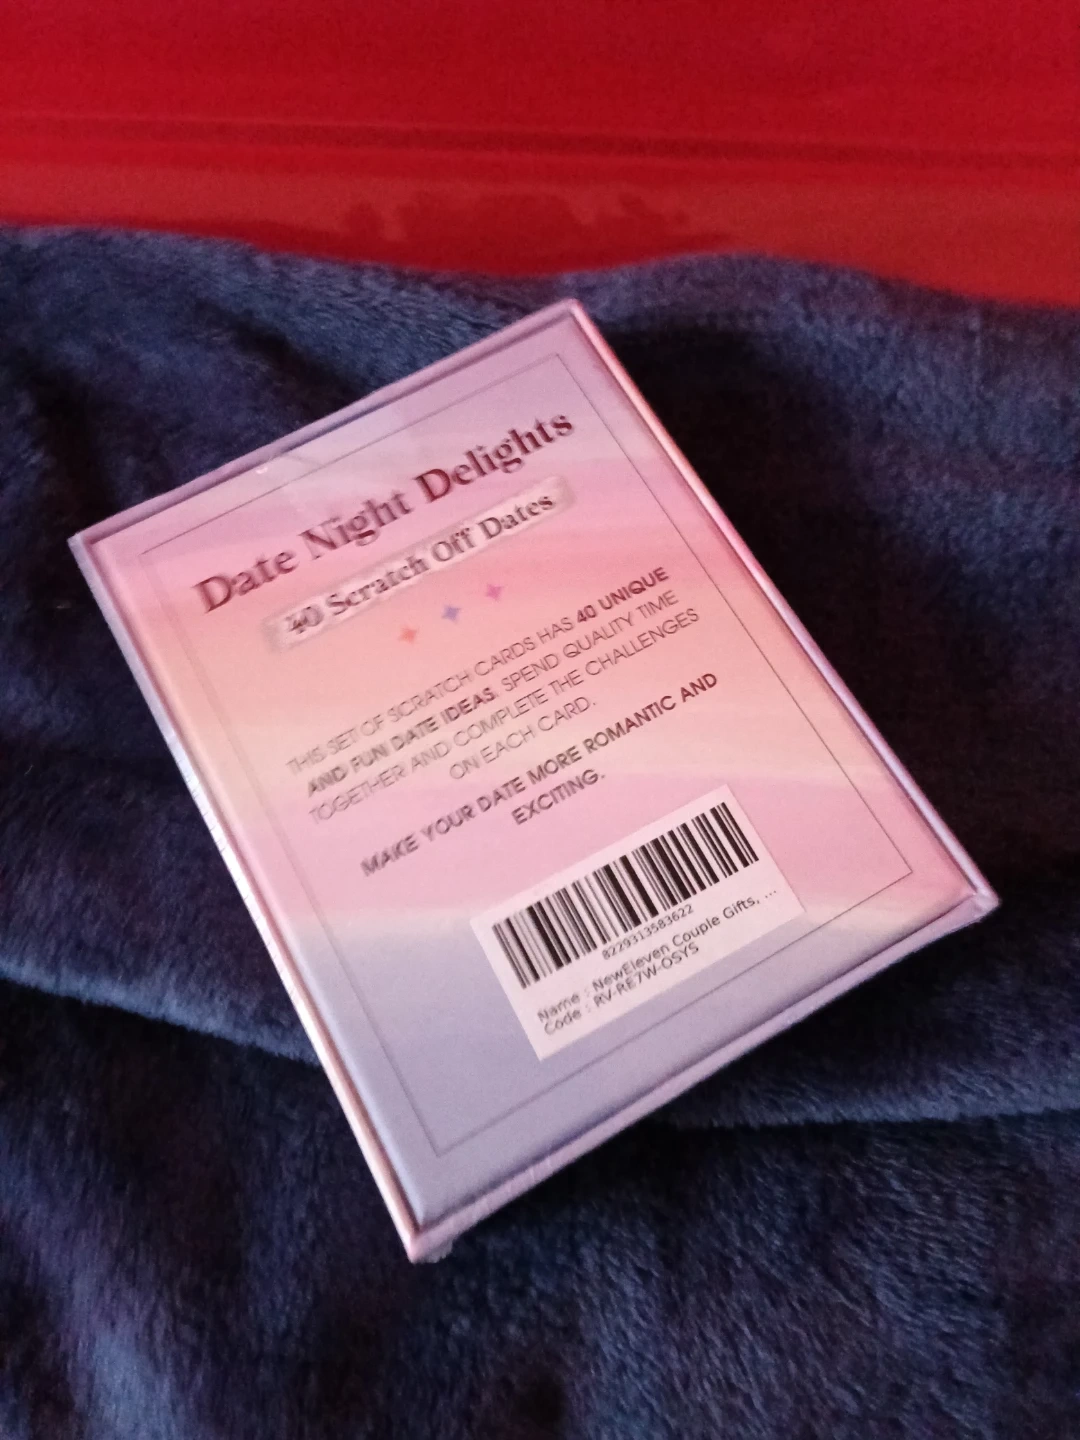 Date Night Delights
40 Scratch Off Dates
THIS SET OF SCRATCH CARDS HAS 40 UNIQUE
AND FUN DATE IDEAS. SPEND QUALITY TIME
TOGETHER AND COMPLETE THE CHALLENGES
ON EACH CARD.
MAKE YOUR DATE MORE ROMANTIC AND
EXCITING.
8229313583622
Name : NewEleven Couple Gifts, ...
Code : RV-RE7W-OSYS